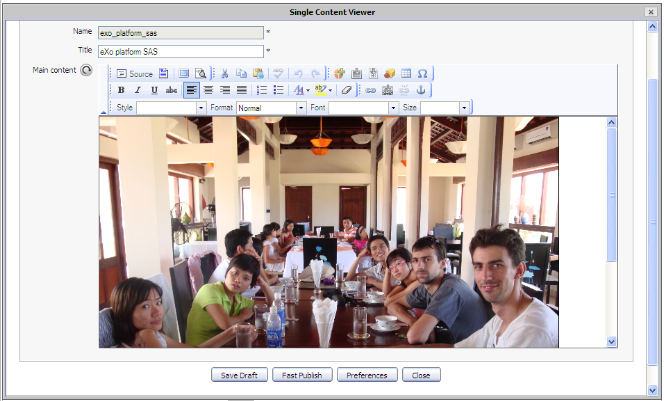 Single Content Viewer
Name exo_platform_sas *
Title eXo platform SAS *
Main content
Source
B I U abc
Style Format Normal Font Size
Save Draft Fast Publish Preferences Close